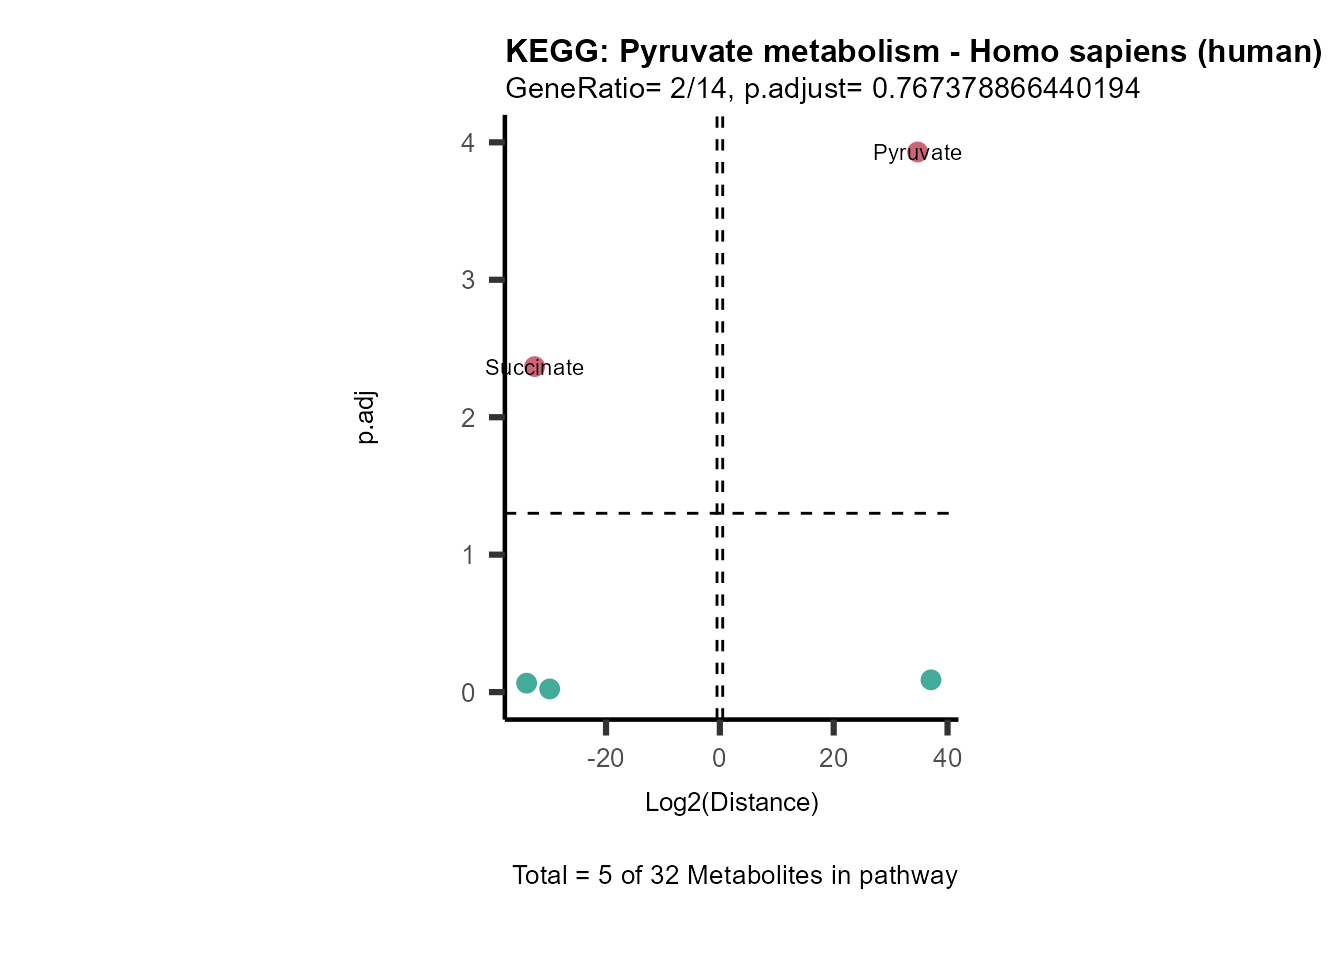 KEGG: Pyruvate metabolism - Homo sapiens (human)
GeneRatio= 2/14, p.adjust= 0.767378866440194
4
Pyruvate
3
Succinate
2
p.adj
1
0
-20 0 20 40
Log2(Distance)
Total = 5 of 32 Metabolites in pathway